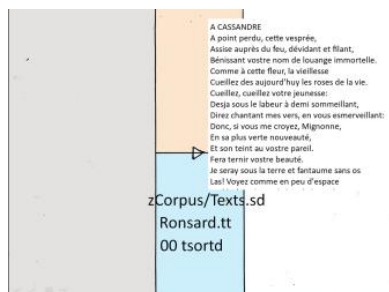 A CASSANDRE
A point perdu, cette vesprée,
Assise auprès du feu, dévidant et filant,
Bénissant vostre nom de louange immortelle.
Comme à cette fleur, la vieillesse
Cueillez des aujourd'huy les roses de la vie.
Cueillez, cueillez votre jeunesse:
Desja sous le labeur à demi sommeillant,
Direz chantant mes vers, en vous esmerveillant:
Donc, si vous me croyez, Mignonne,
En sa plus verte nouveauté,
Et son teint au vostre pareil.
Fera ternir vostre beauté.
Je seray sous la terre et fantaume sans os
Las! Voyez comme en peu d'espace
zCorpus/Texts.sd
Ronsard.tt
00 tsortd